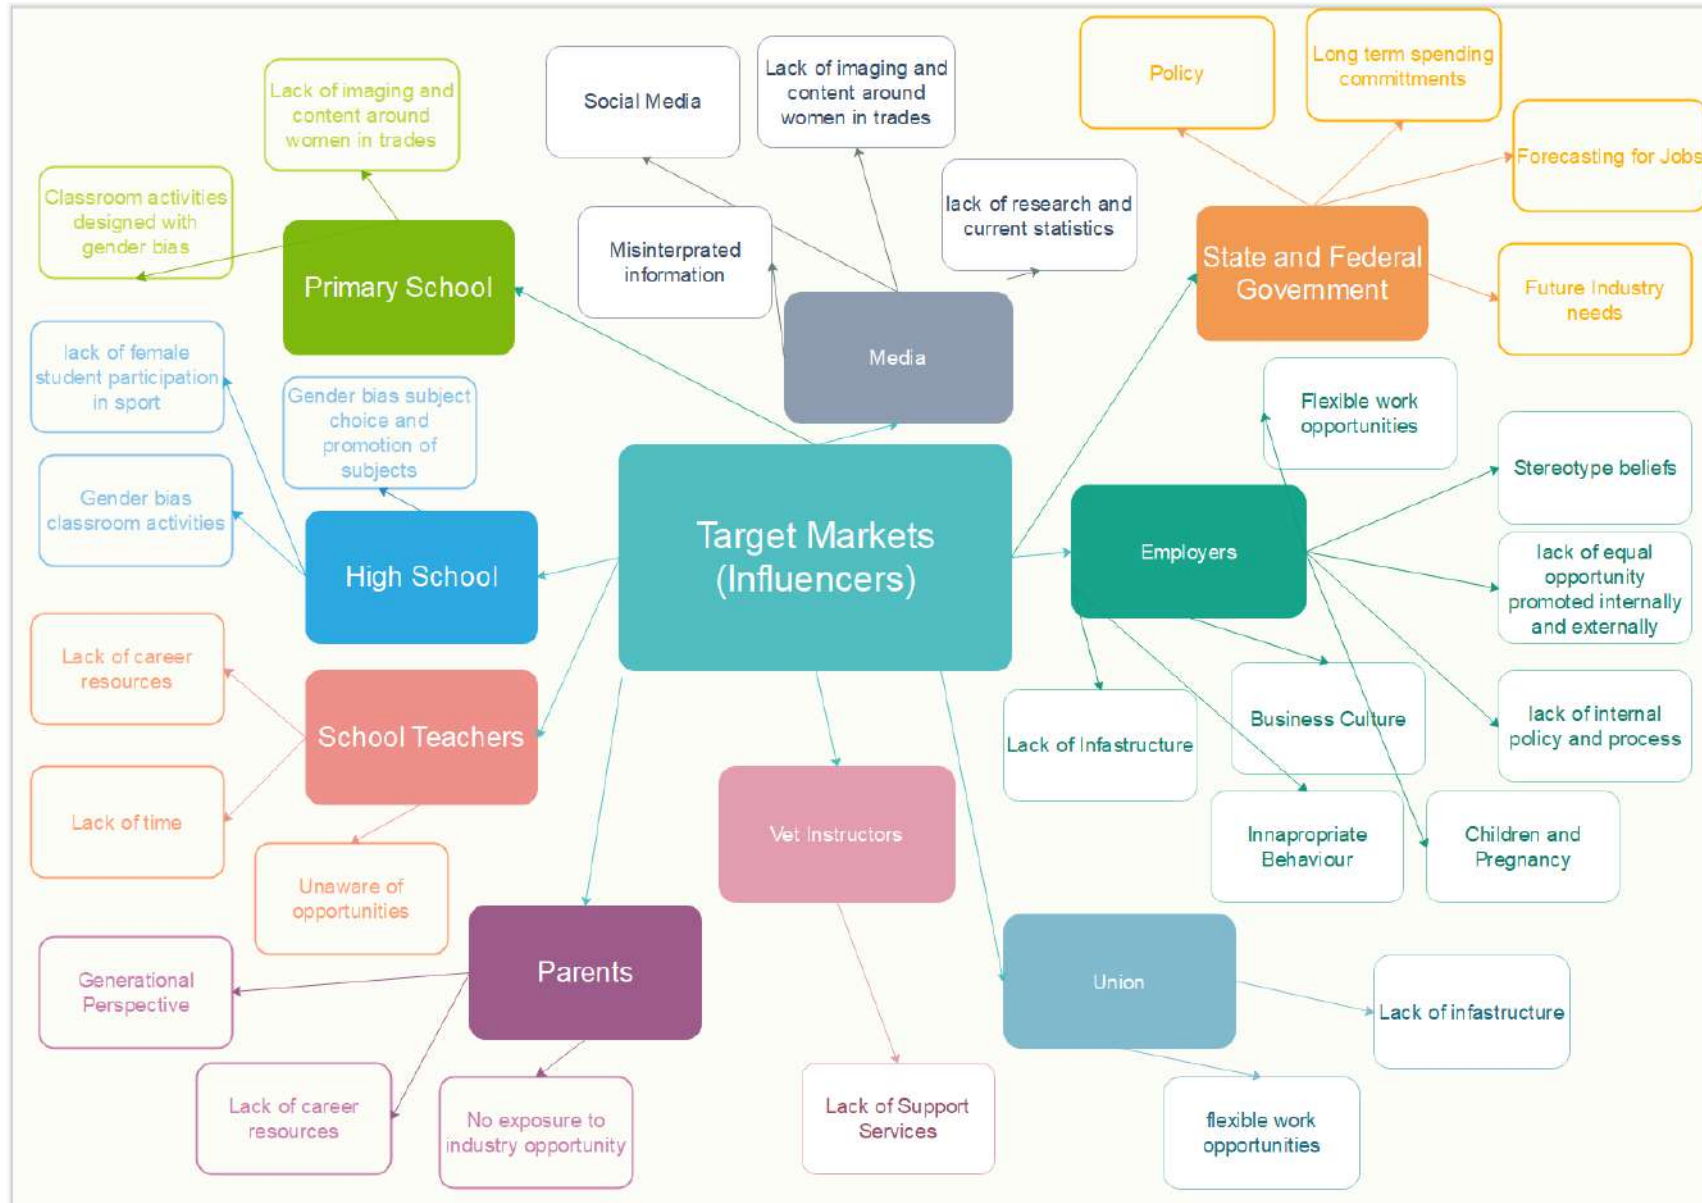 Lack of imaging and
content around
women in trades
Classroom activities
designed with
gender bias
Primary School
Social Media
Lack of imaging and
content around
women in trades
Misinterprated
information
lack of research and
current statistics
Media
Policy
Long term spending
committments
Forecasting for Jobs
State and Federal
Government
Future Industry
needs
lack of female
student participation
in sport
Gender bias subject
choice and
promotion of
subjects
Gender bias
classroom activities
High School
Target Markets
(Influencers)
Flexible work
opportunities
Stereotype beliefs
Employers
lack of equal
opportunity
promoted internally
and externally
lack of internal
policy and process
Lack of Infastructure
Business Culture
Innapropriate
Behaviour
Children and
Pregnancy
Lack of career
resources
School Teachers
Lack of time
Unaware of
opportunities
Vet Instructors
Parents
Generational
Perspective
Lack of career
resources
No exposure to
industry opportunity
Lack of Support
Services
Union
Lack of infastructure
flexible work
opportunities